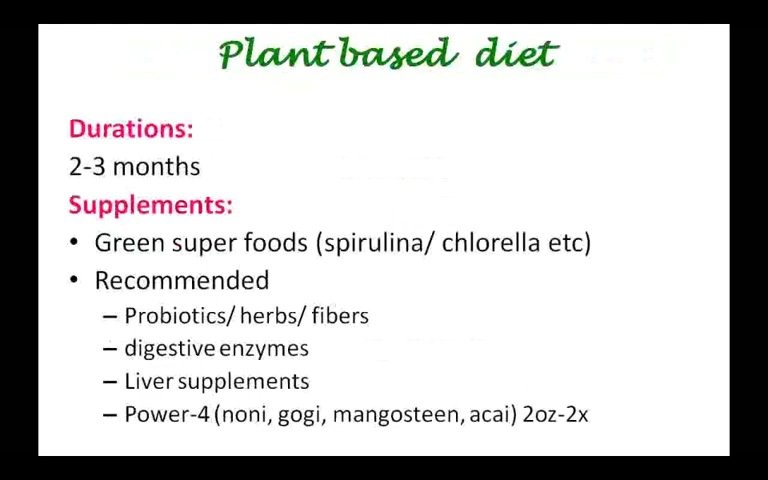 Plant based diet
Durations:
2-3 months
Supplements:
• Green super foods (spirulina/ chlorella etc)
• Recommended
– Probiotics/ herbs/ fibers
– digestive enzymes
– Liver supplements
– Power-4 (noni, gogi, mangosteen, acai) 2oz-2x